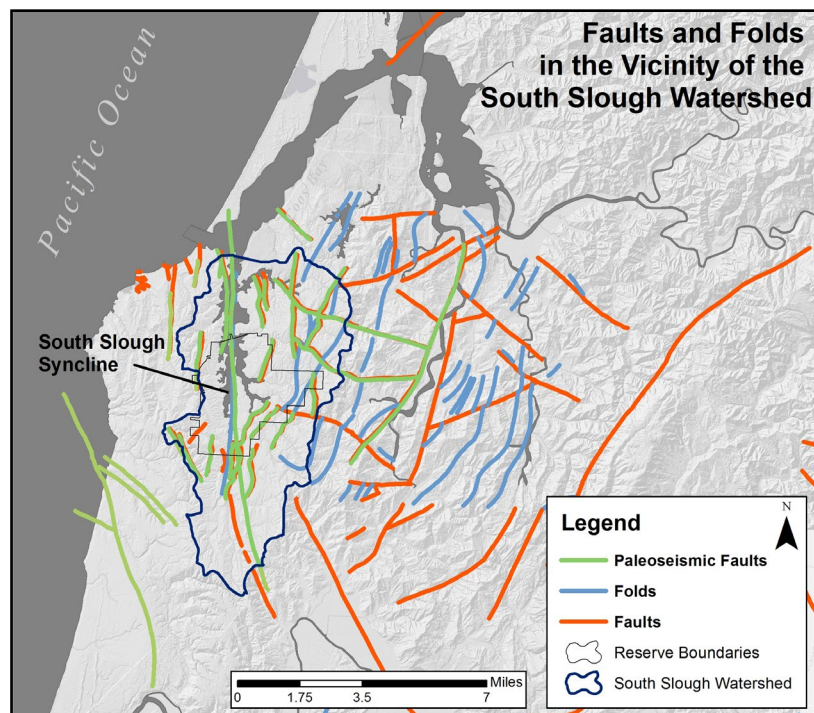 Faults and Folds
in the Vicinity of the
South Slough Watershed
Pacific Ocean
South Slough
Syncline
Legend
N
Paleoseismic Faults
Folds
Faults
Reserve Boundaries
South Slough Watershed
Miles
0 1.75 3.5 7